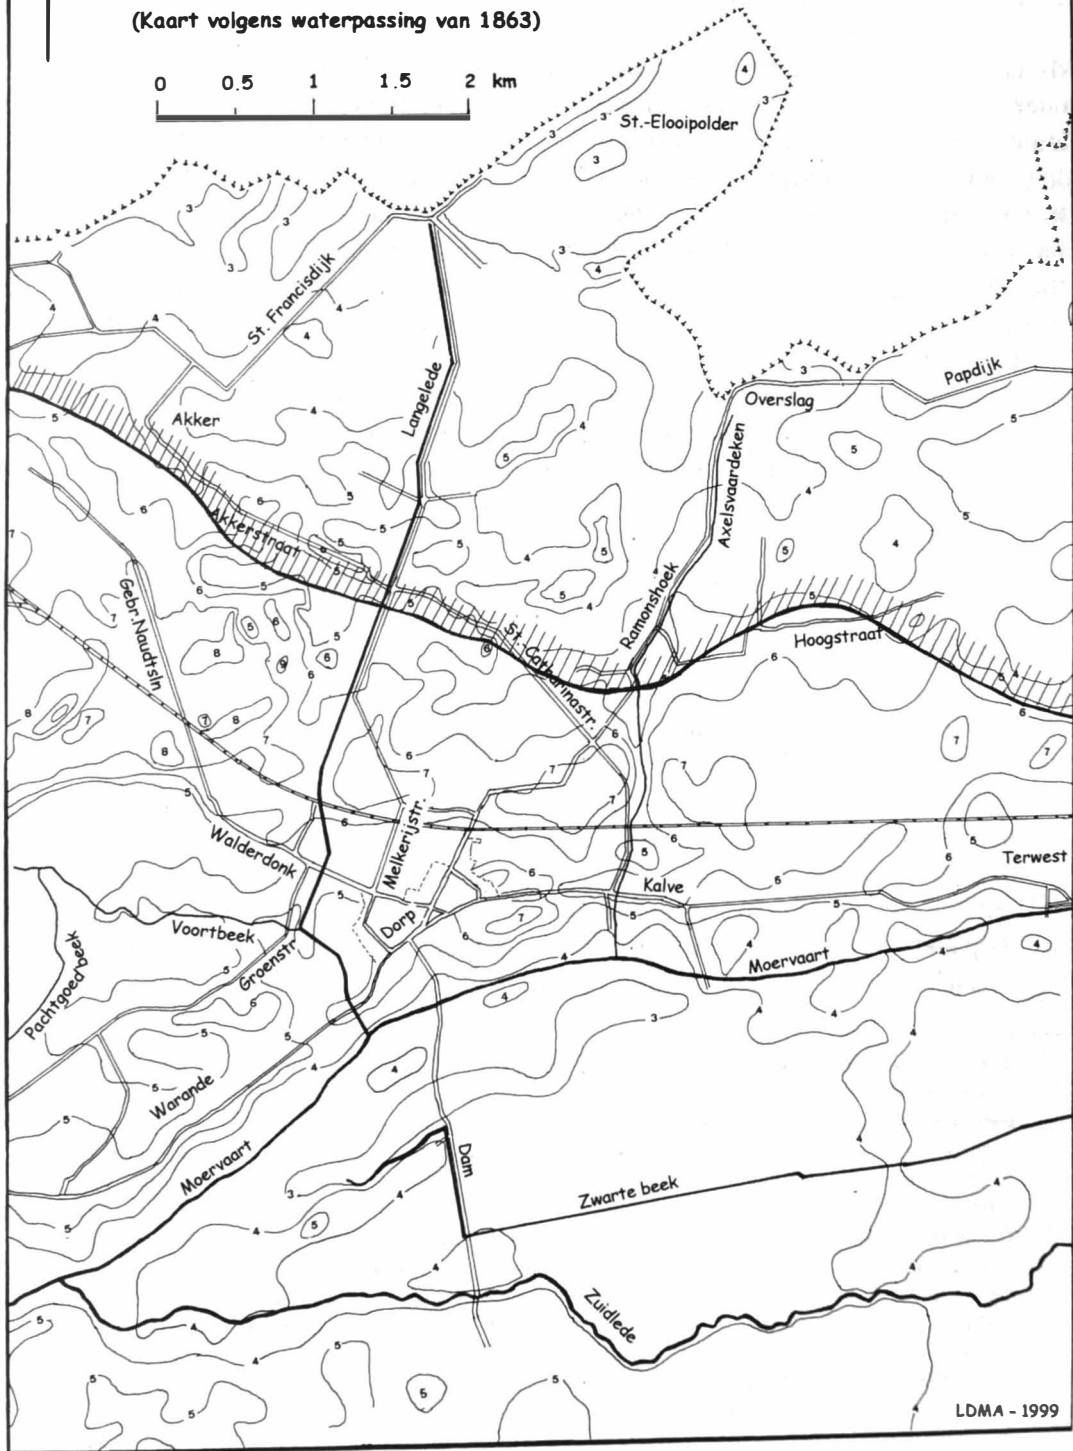 (Kaart volgens waterpassing van 1863)
0 0.5 1 1.5 2 km
St.-Elooipolder
St. Francisdijk
Langelede
Akker
Papdijk
Overslag
Axelsvaardeken
Akkerstraat
Ramonshoek
Gebr.Naudtsln
St.-Catharinastr.
Hoogstraat
Melkerijstr.
Walderdonk
Terwest
Kalve
Dorp
Voortbeek
Groenstr.
Moervaart
Pachtgoedbeek
Warande
Moervaart
Dam
Zwarte beek
Zuidlede
LDMA - 1999